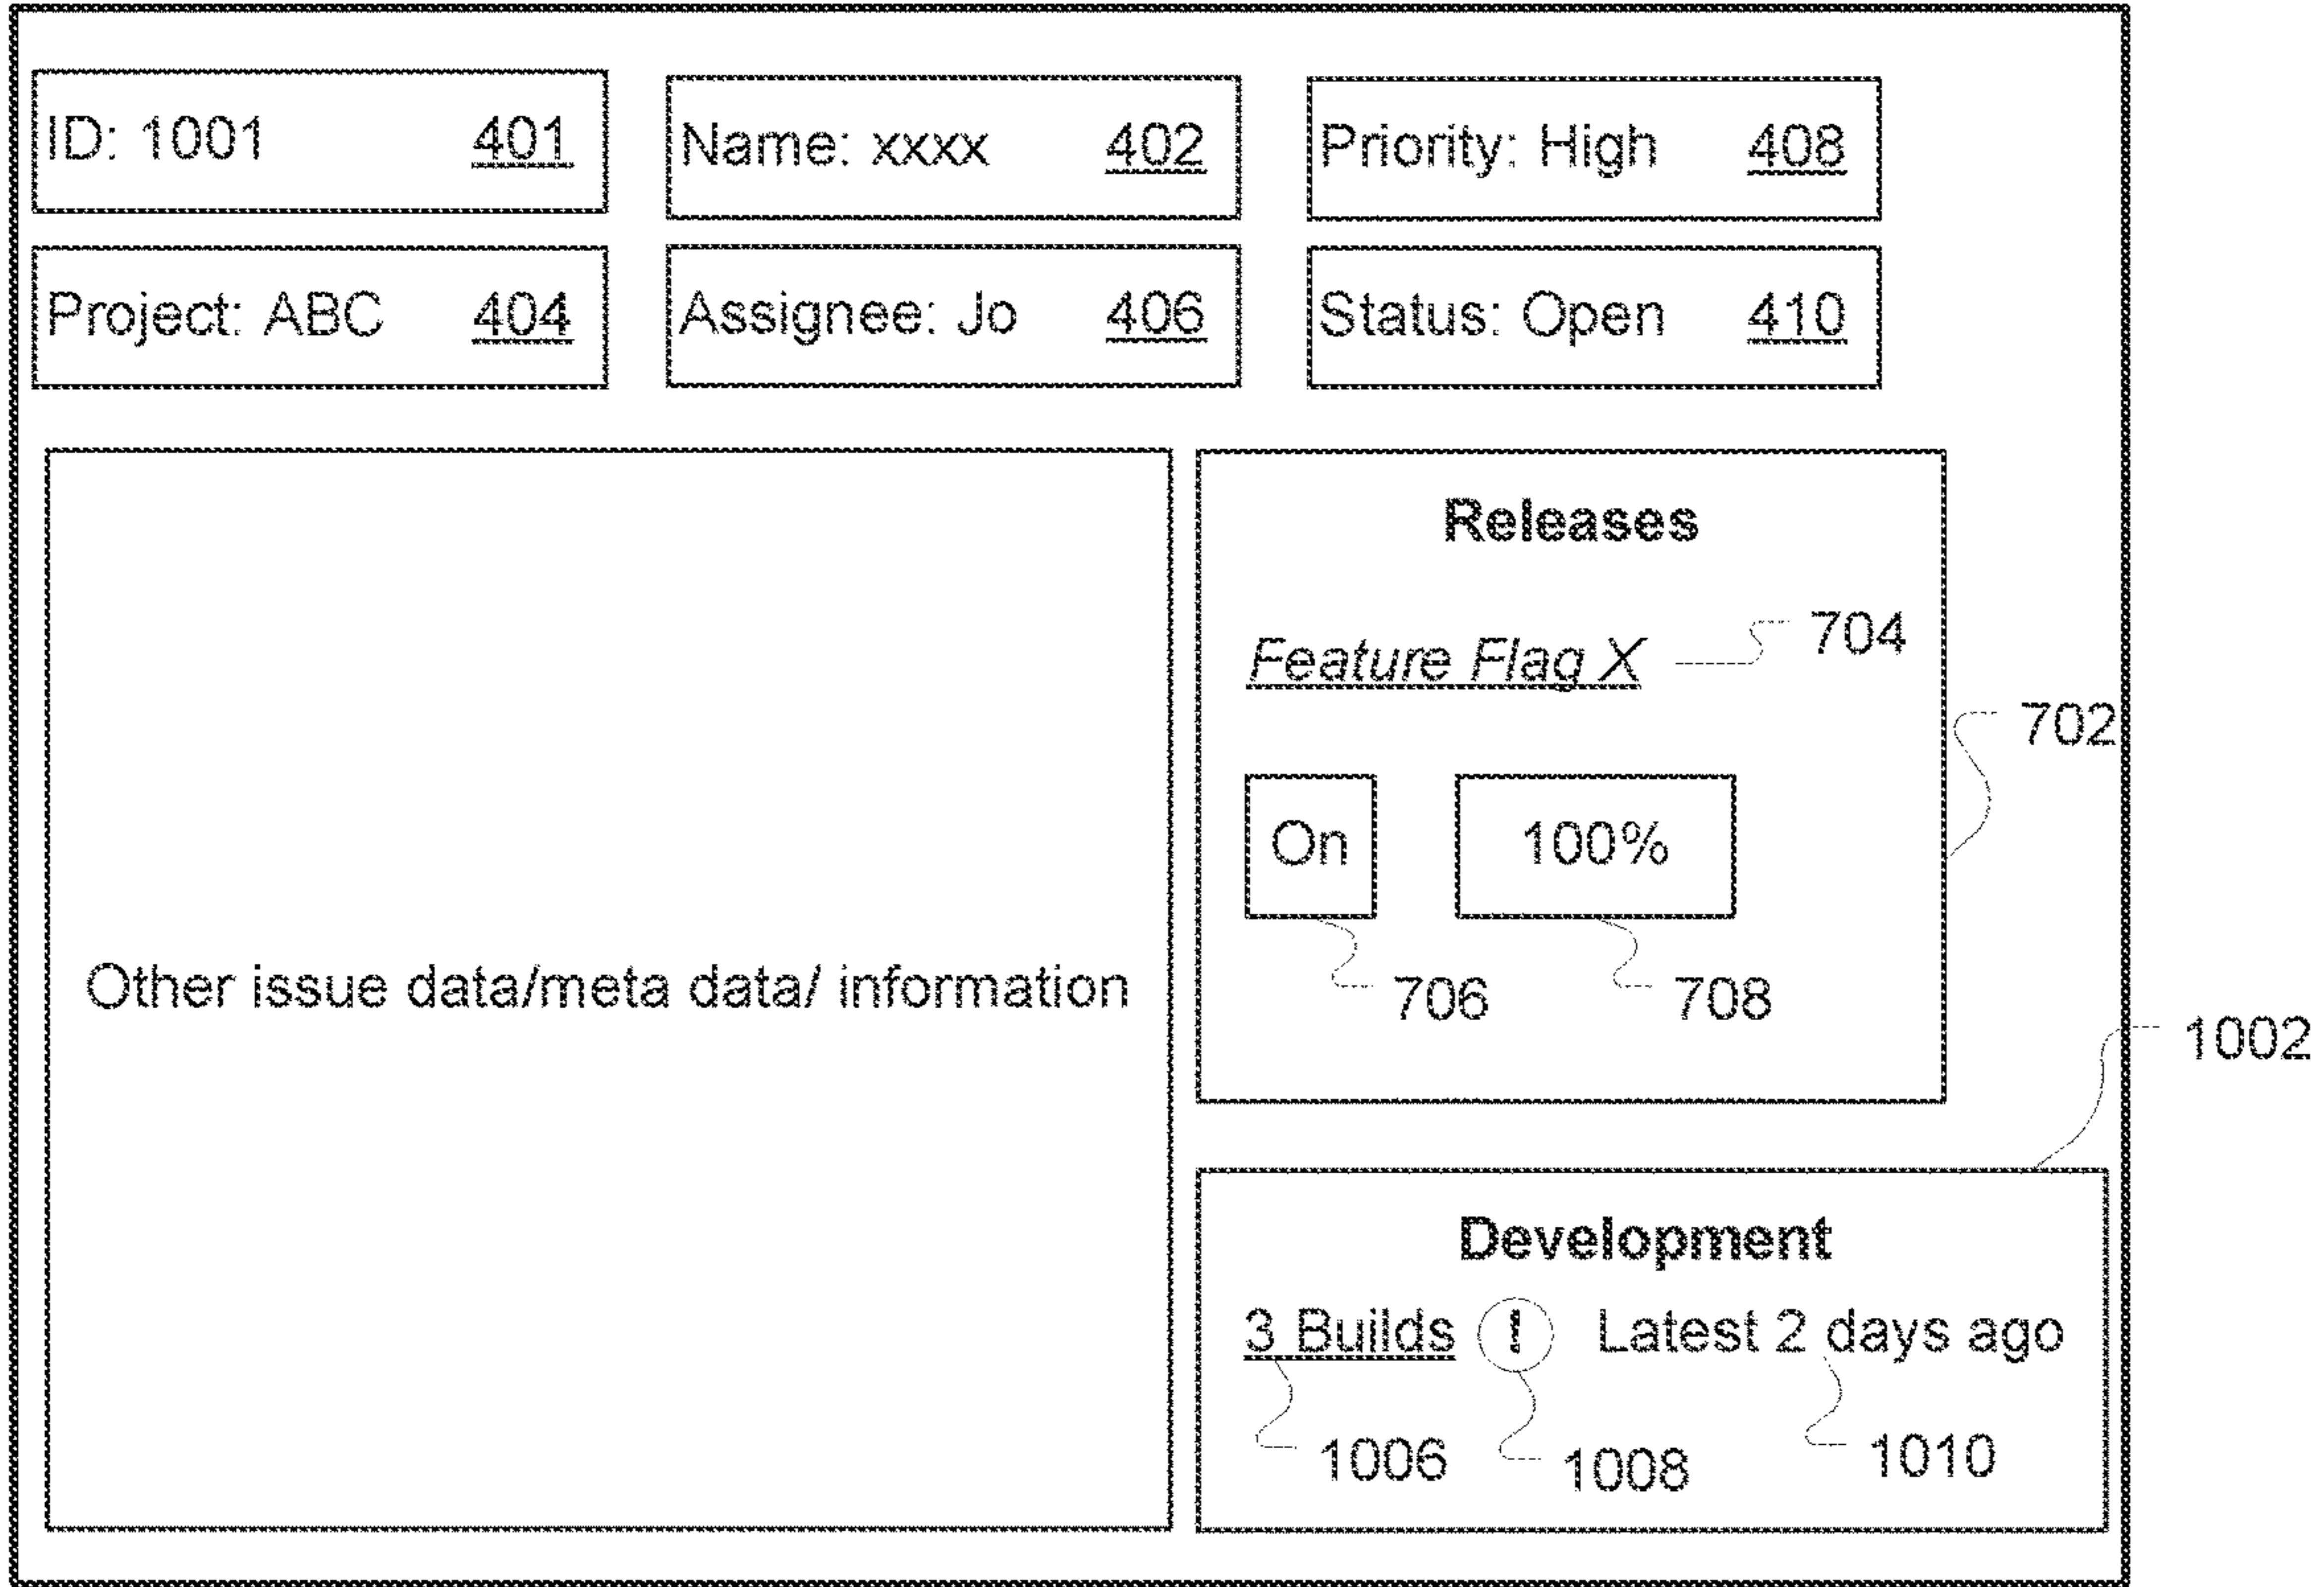 ID: 1001 401
Name: xxxx 402
Priority: High 408
Project: ABC 404
Assignee: Jo 406
Status: Open 410
Other issue data/meta data/ information
Releases
Feature Flag X 704
702
On 100%
706 708
1002
Development
3 Builds ! Latest 2 days ago
1006 1008 1010